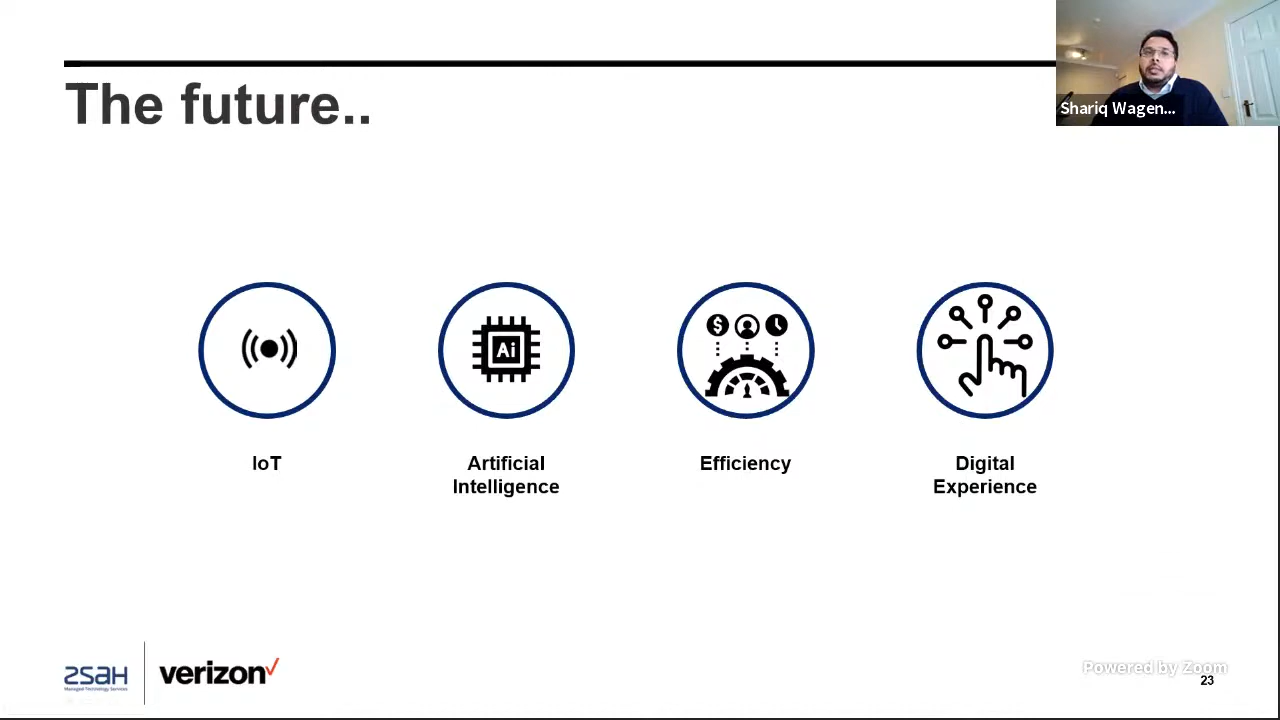 The future..
Shariq Wagen...
$
Ai
IoT
Artificial
Intelligence
Efficiency
Digital
Experience
2SaH
Managed Technology Services
verizon✓
Powered by Zoom
23